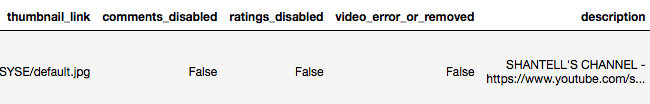 thumbnail_link comments_disabled ratings_disabled video_error_or_removed description
SYSE/default.jpg False False False SHANTELL'S CHANNEL -
https://www.youtube.com/s...